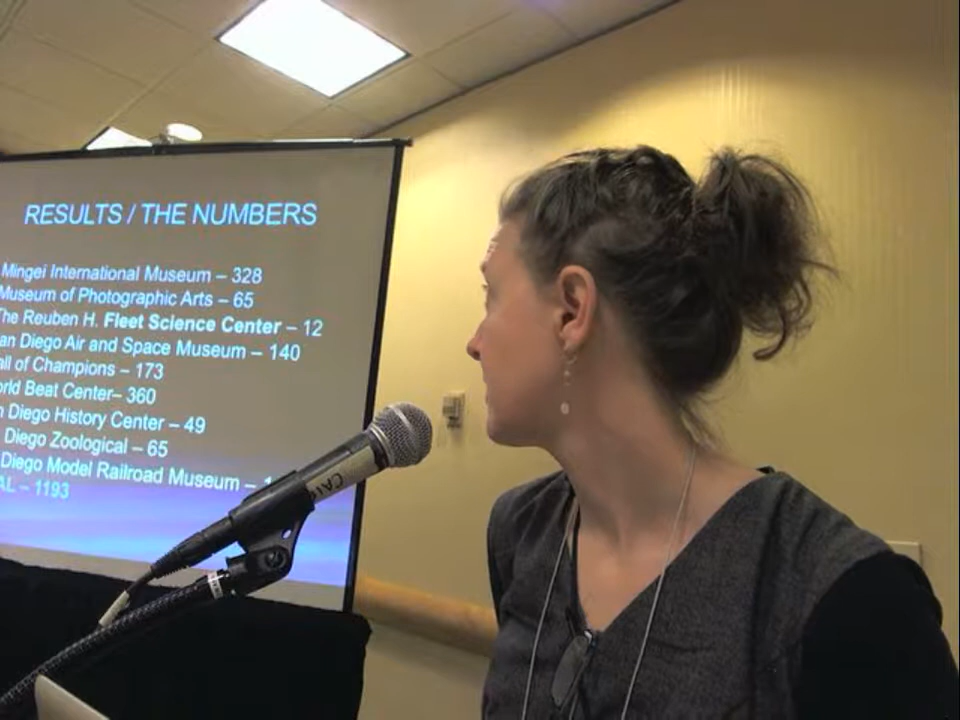 RESULTS / THE NUMBERS
Mingei International Museum – 328
Museum of Photographic Arts – 65
The Reuben H. Fleet Science Center – 12
an Diego Air and Space Museum – 140
all of Champions – 173
orld Beat Center– 360
n Diego History Center – 49
Diego Zoological – 65
Diego Model Railroad Museum – 1
AL – 1193